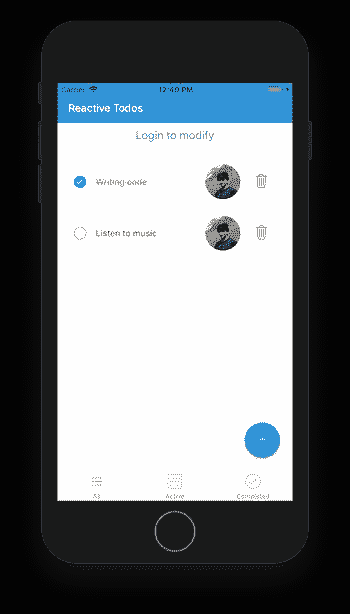 Carrier 12:40 PM
Reactive Todos
Login to modify
Writing code
Listen to music
All Active Completed